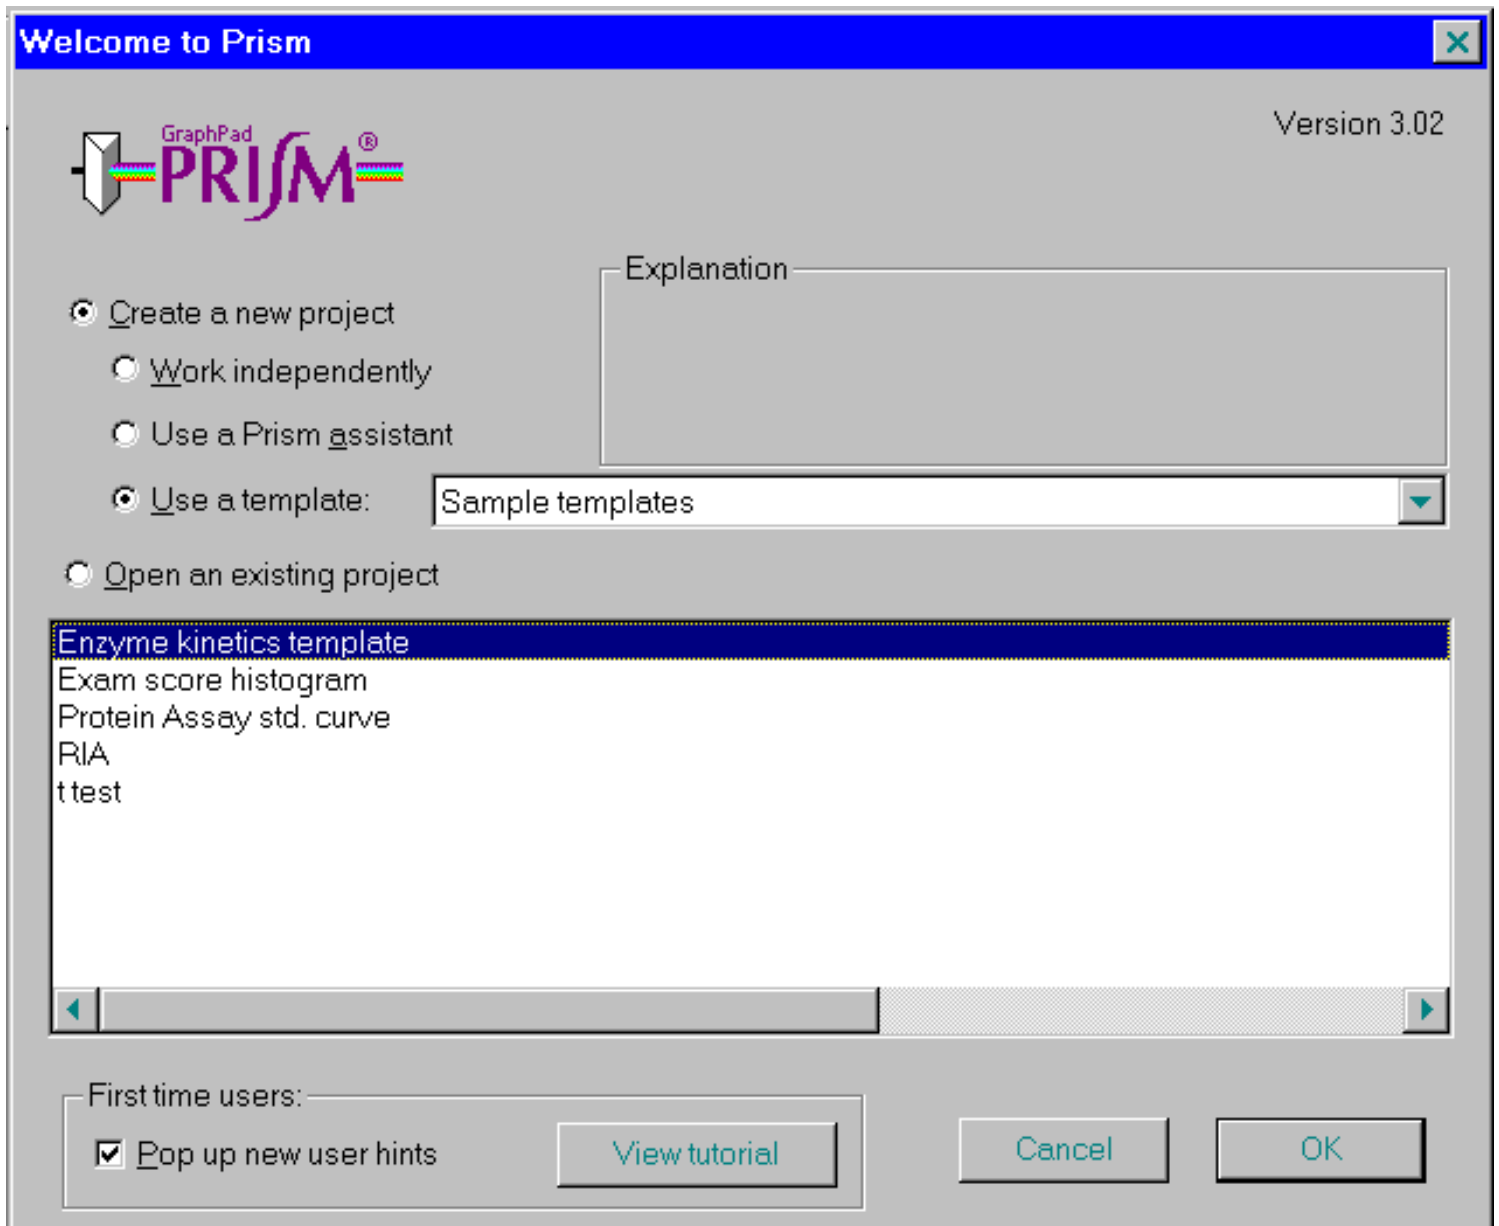 Welcome to Prism
Version 3.02
GraphPad
PRISM®
Explanation
Create a new project
Work independently
Use a Prism assistant
Use a template:
Sample templates
Open an existing project
Enzyme kinetics template
Exam score histogram
Protein Assay std. curve
RIA
t test
First time users:
Pop up new user hints
View tutorial
Cancel
OK